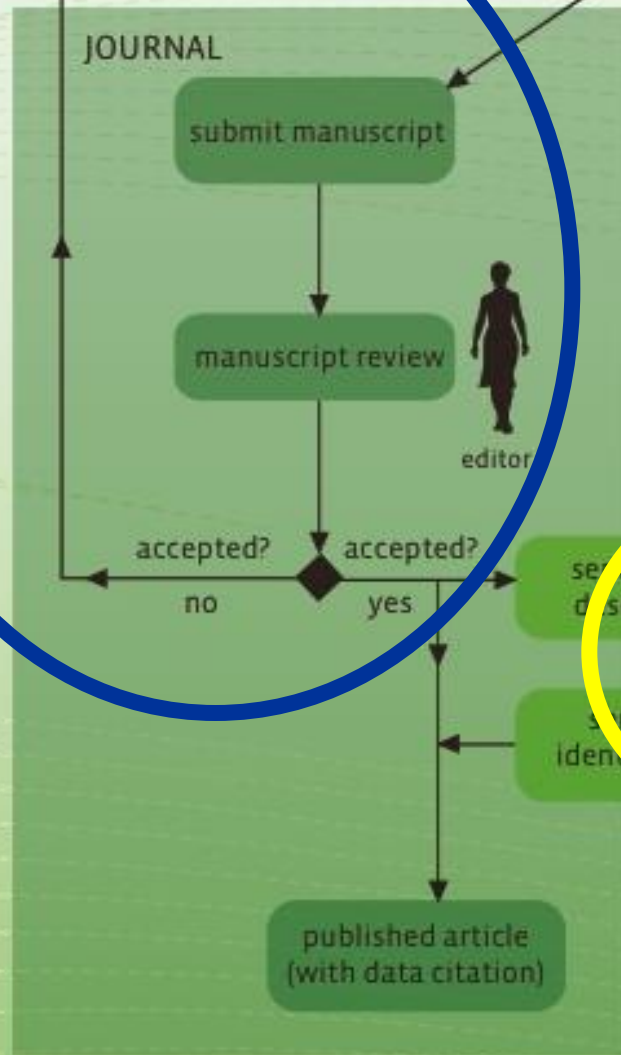 JOURNAL
submit manuscript
manuscript review
editor
accepted?
accepted?
no
yes
published article
(with data citation)